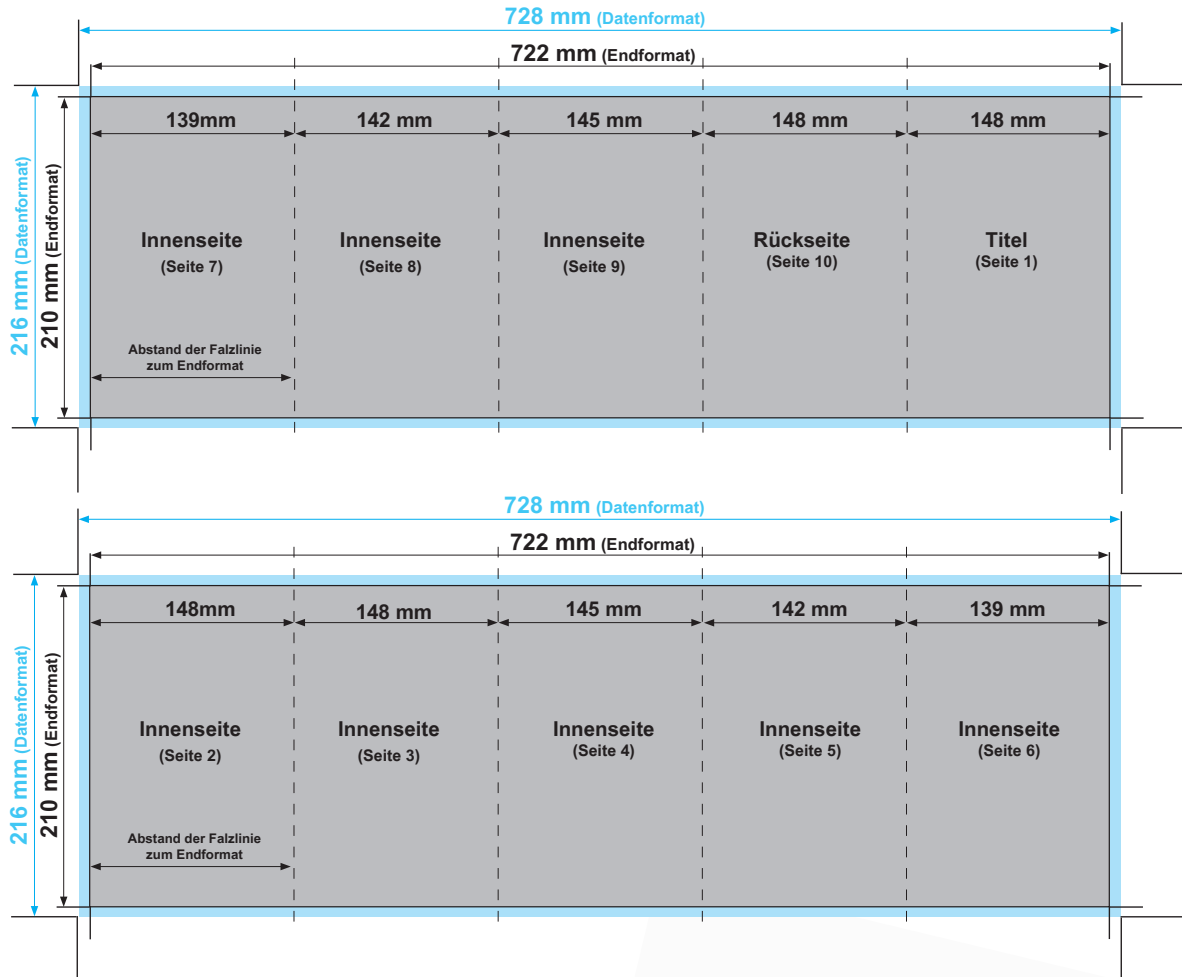 728 mm (Datenformat)
722 mm (Endformat)
139mm
142 mm
145 mm
148 mm
148 mm
216 mm (Datenformat)
210 mm (Endformat)
Innenseite
(Seite 7)
Innenseite
(Seite 8)
Innenseite
(Seite 9)
Rückseite
(Seite 10)
Titel
(Seite 1)
Abstand der Falzlinie
zum Endformat
728 mm (Datenformat)
722 mm (Endformat)
148mm
148 mm
145 mm
142 mm
139 mm
216 mm (Datenformat)
210 mm (Endformat)
Innenseite
(Seite 2)
Innenseite
(Seite 3)
Innenseite
(Seite 4)
Innenseite
(Seite 5)
Innenseite
(Seite 6)
Abstand der Falzlinie
zum Endformat